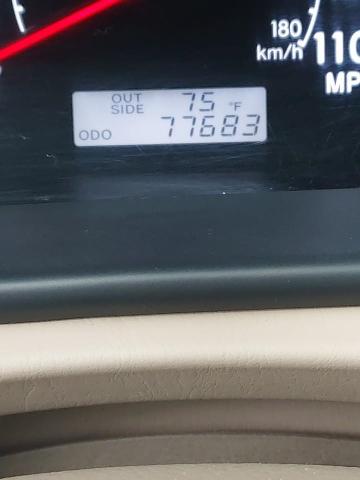 180
km/h 110
MP
OUT SIDE 75 °F
ODO 77683